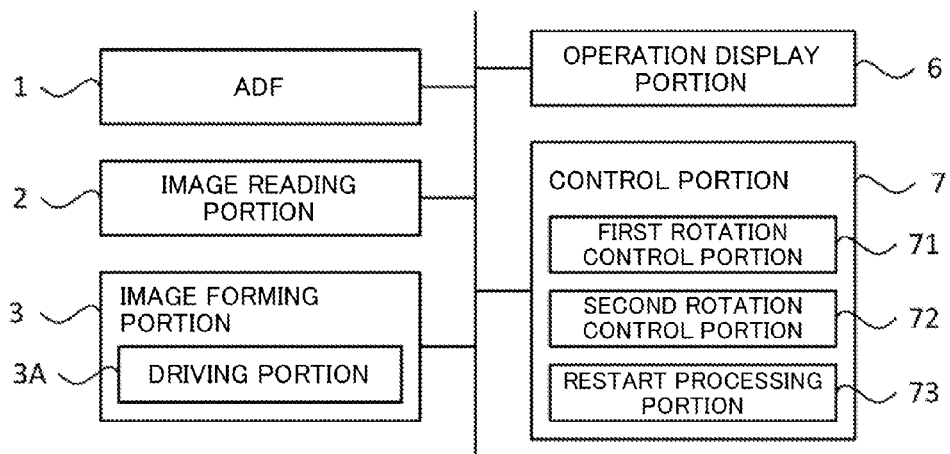 1
ADF
2
IMAGE READING
PORTION
3
IMAGE FORMING
PORTION
3A
DRIVING PORTION
OPERATION DISPLAY
PORTION
6
CONTROL PORTION
7
FIRST ROTATION
CONTROL PORTION
71
SECOND ROTATION
CONTROL PORTION
72
RESTART PROCESSING
PORTION
73